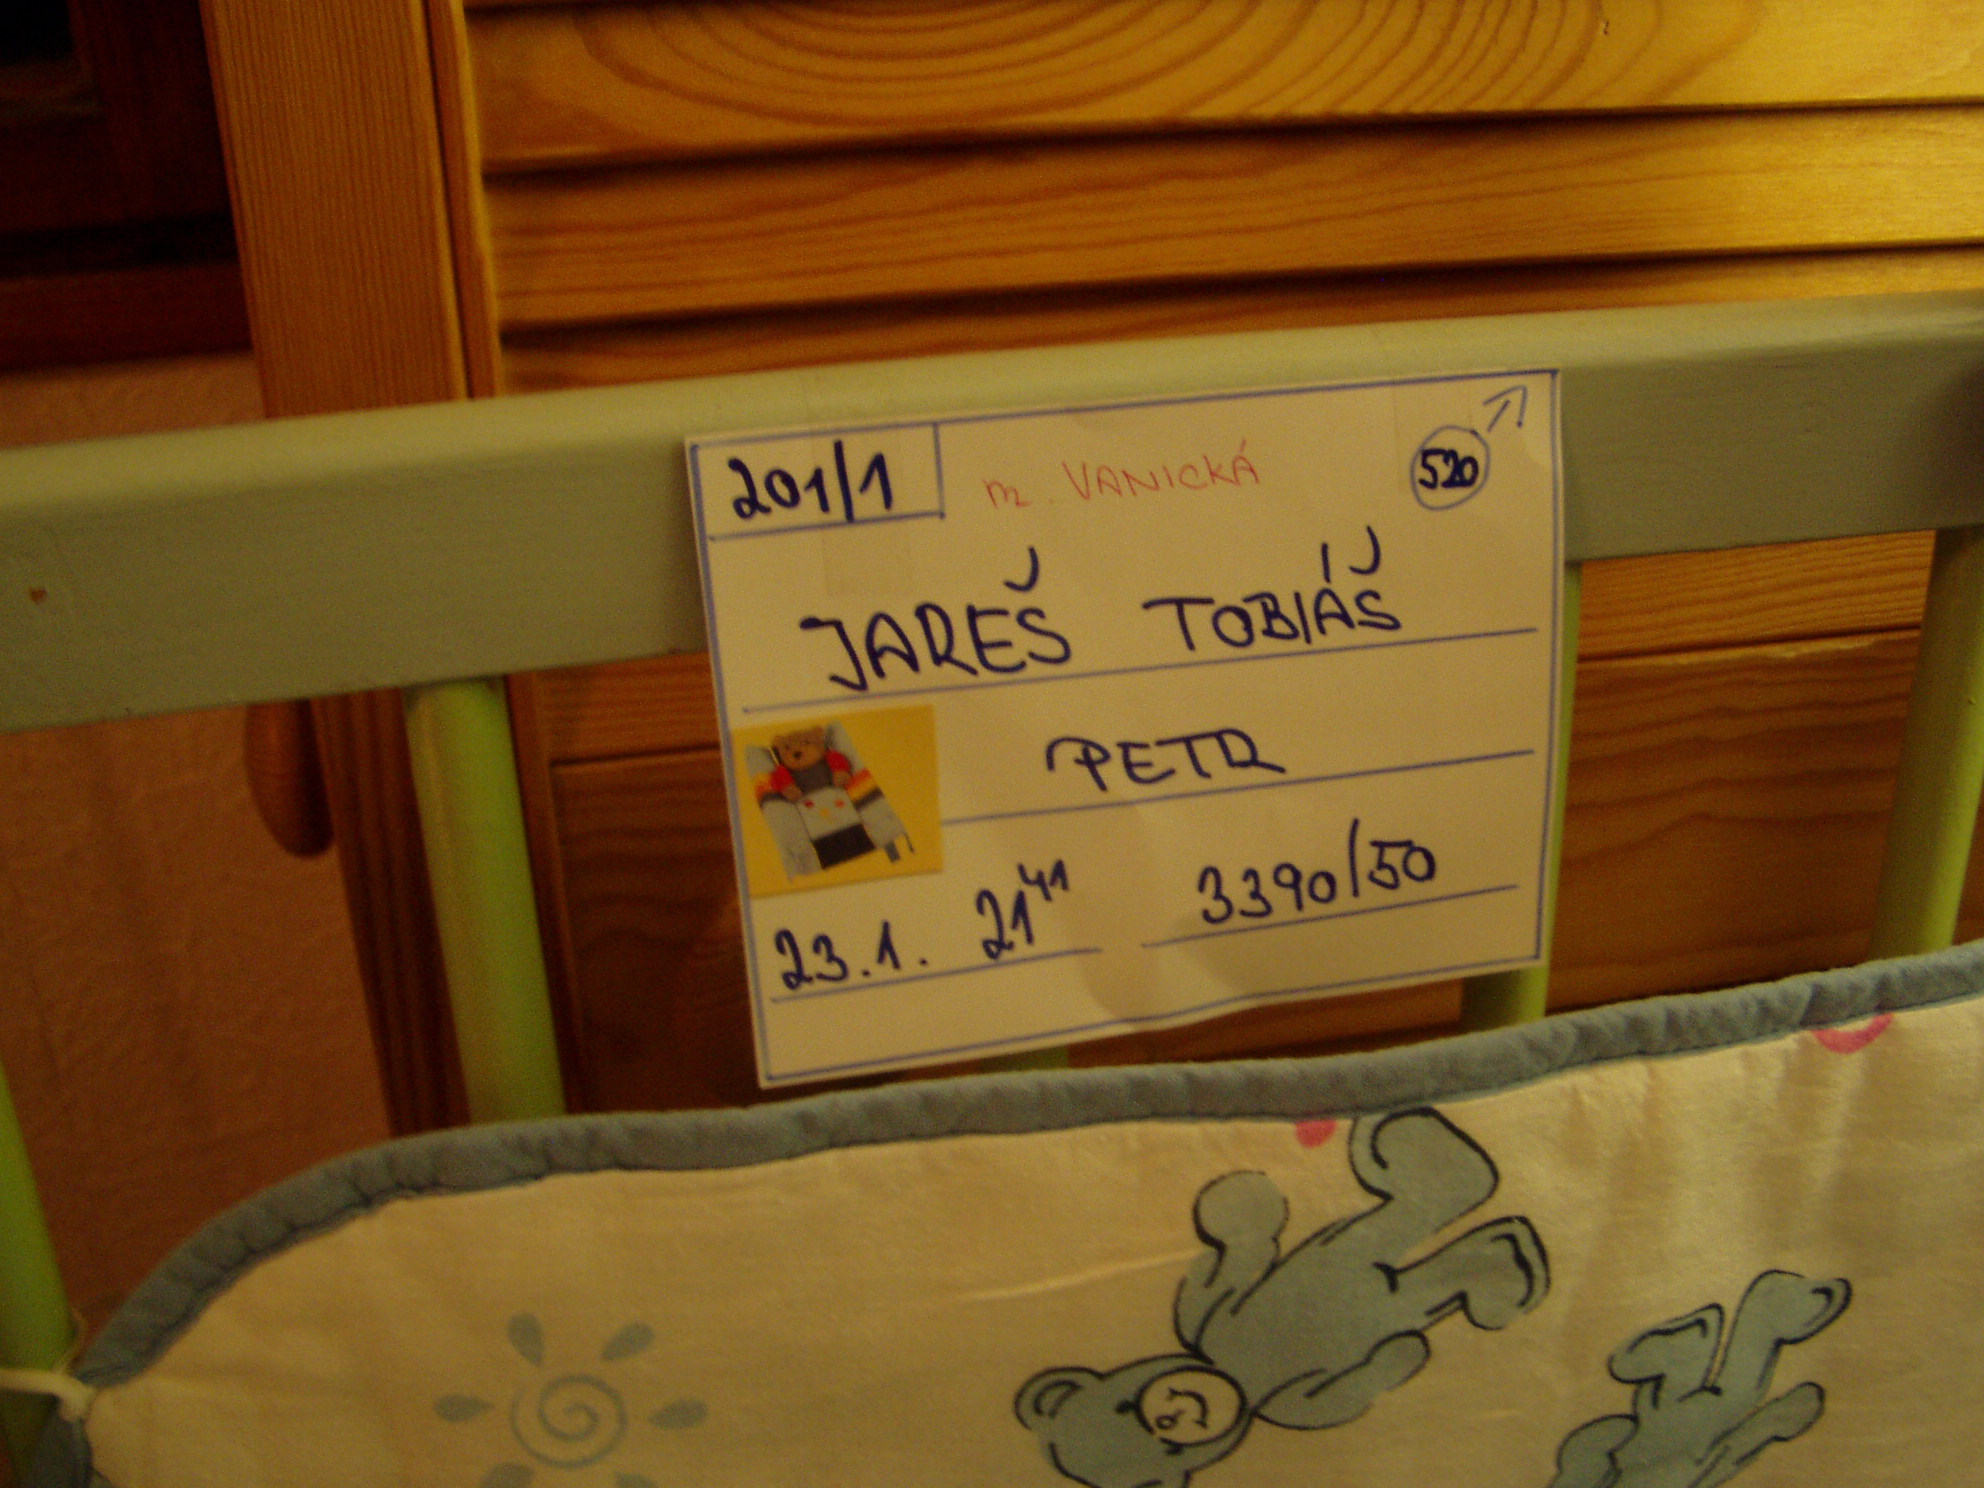 201/1 m. VANICKÁ 520
JAREŠ TOBIÁŠ
PETR
23.1. 21⁴¹ 3390/50